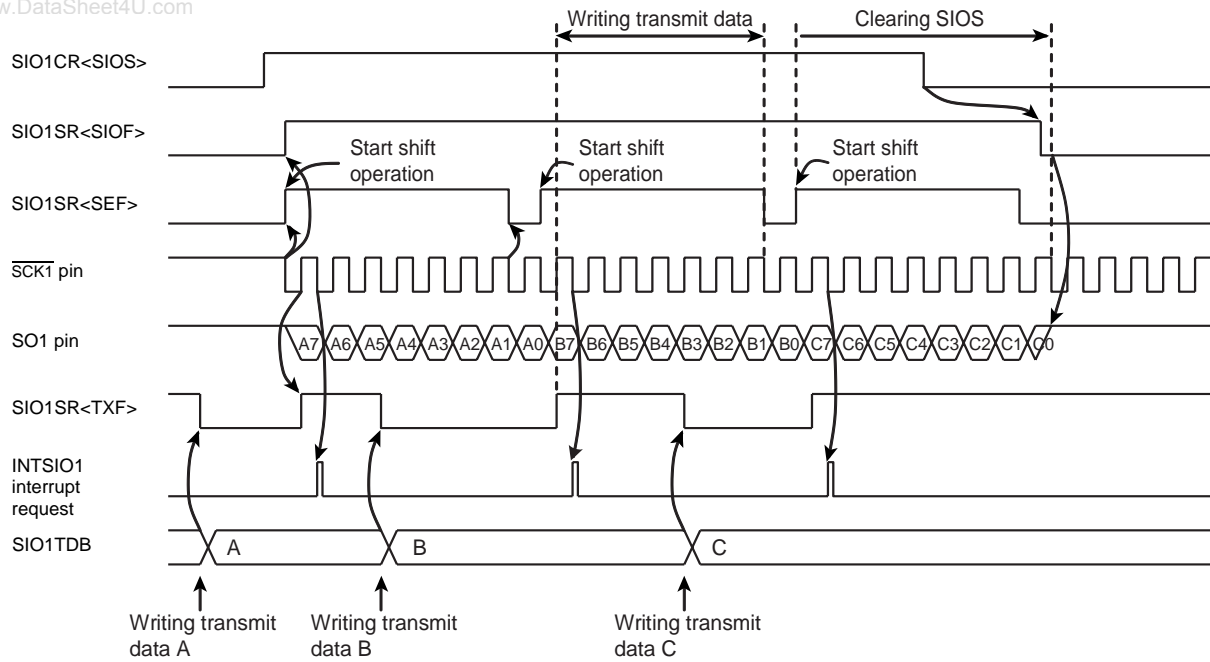 w.DataSheet4U.com
Writing transmit data
Clearing SIOS
SIO1CR<SIOS>
SIO1SR<SIOF>
Start shift
operation
Start shift
operation
Start shift
operation
SIO1SR<SEF>
SCK1 pin
SO1 pin
A7 A6 A5 A4 A3 A2 A1 A0 B7 B6 B5 B4 B3 B2 B1 B0 C7 C6 C5 C4 C3 C2 C1 C0
SIO1SR<TXF>
INTSIO1
interrupt
request
SIO1TDB
A B C
Writing transmit
data A
Writing transmit
data B
Writing transmit
data C